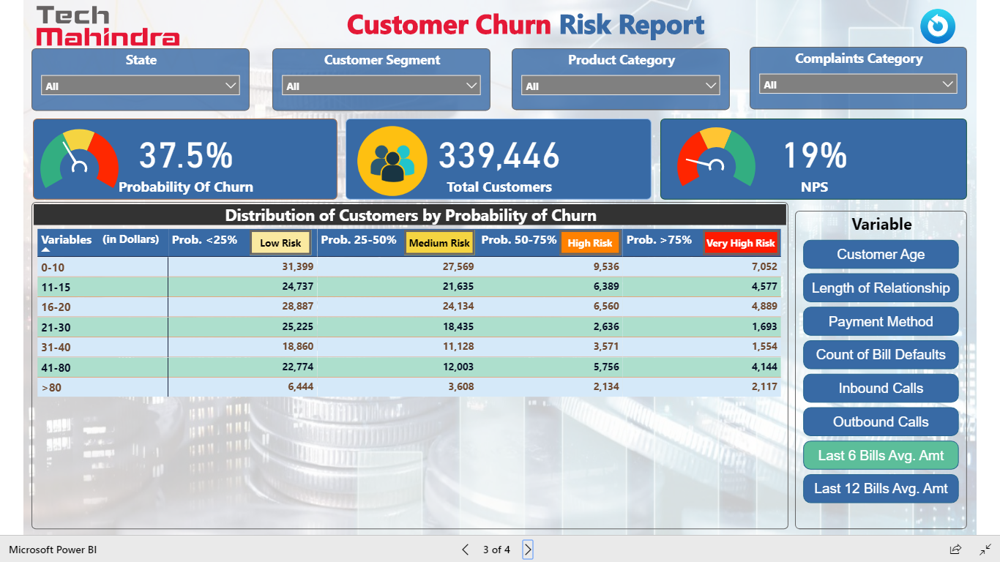 Tech
Mahindra
Customer Churn Risk Report
State
All
Customer Segment
All
Product Category
All
Complaints Category
All
37.5%
Probability Of Churn
339,446
Total Customers
19%
NPS
Distribution of Customers by Probability of Churn
Variables (in Dollars) Prob. <25% Low Risk Prob. 25-50% Medium Risk Prob. 50-75% High Risk Prob. >75% Very High Risk
0-10 31,399 27,569 9,536 7,052
11-15 24,737 21,635 6,389 4,577
16-20 28,887 24,134 6,560 4,889
21-30 25,225 18,435 2,636 1,693
31-40 18,860 11,128 3,571 1,554
41-80 22,774 12,003 5,756 4,144
>80 6,444 3,608 2,134 2,117
Variable
Customer Age
Length of Relationship
Payment Method
Count of Bill Defaults
Inbound Calls
Outbound Calls
Last 6 Bills Avg. Amt
Last 12 Bills Avg. Amt
Microsoft Power BI
3 of 4